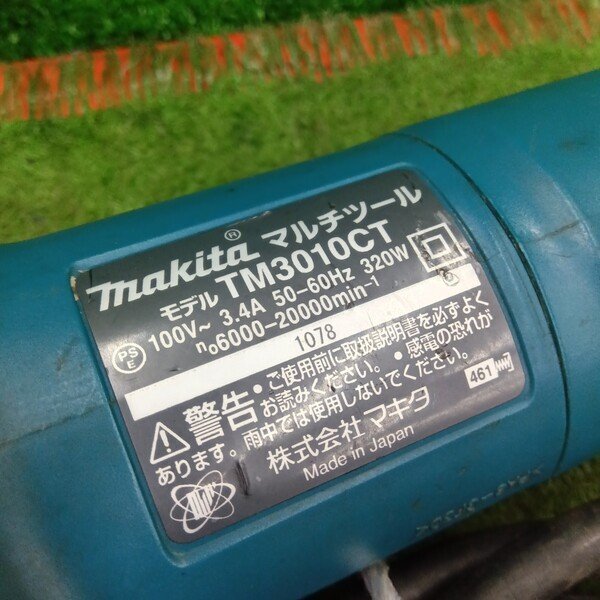 makita® マルチツール
モデル TM3010CT
100V～ 3.4A 50-60Hz 320W
n₀6000-20000min⁻¹
PS
E
1078
⚠警告・ご使用前に取扱説明書を必ずよく
お読みください。・感電の恐れが
あります。雨中では使用しないでください。
株式会社 マキタ
Made in Japan
461